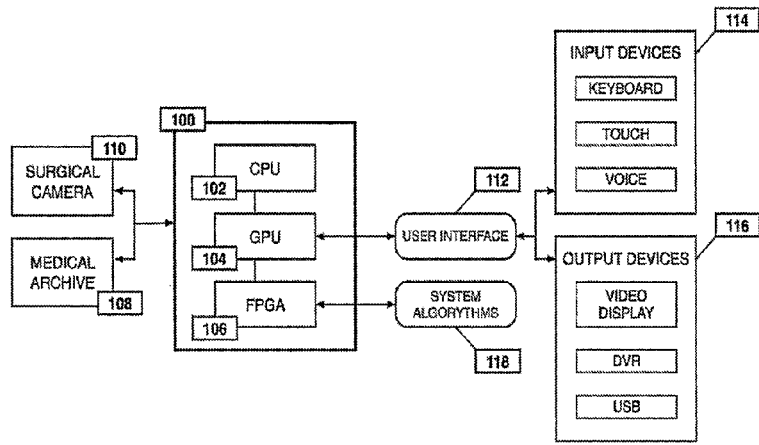 110
SURGICAL
CAMERA
MEDICAL
ARCHIVE
108
100
CPU
102
GPU
104
FPGA
106
112
USER INTERFACE
SYSTEM
ALGORYTHMS
118
114
INPUT DEVICES
KEYBOARD
TOUCH
VOICE
116
OUTPUT DEVICES
VIDEO
DISPLAY
DVR
USB